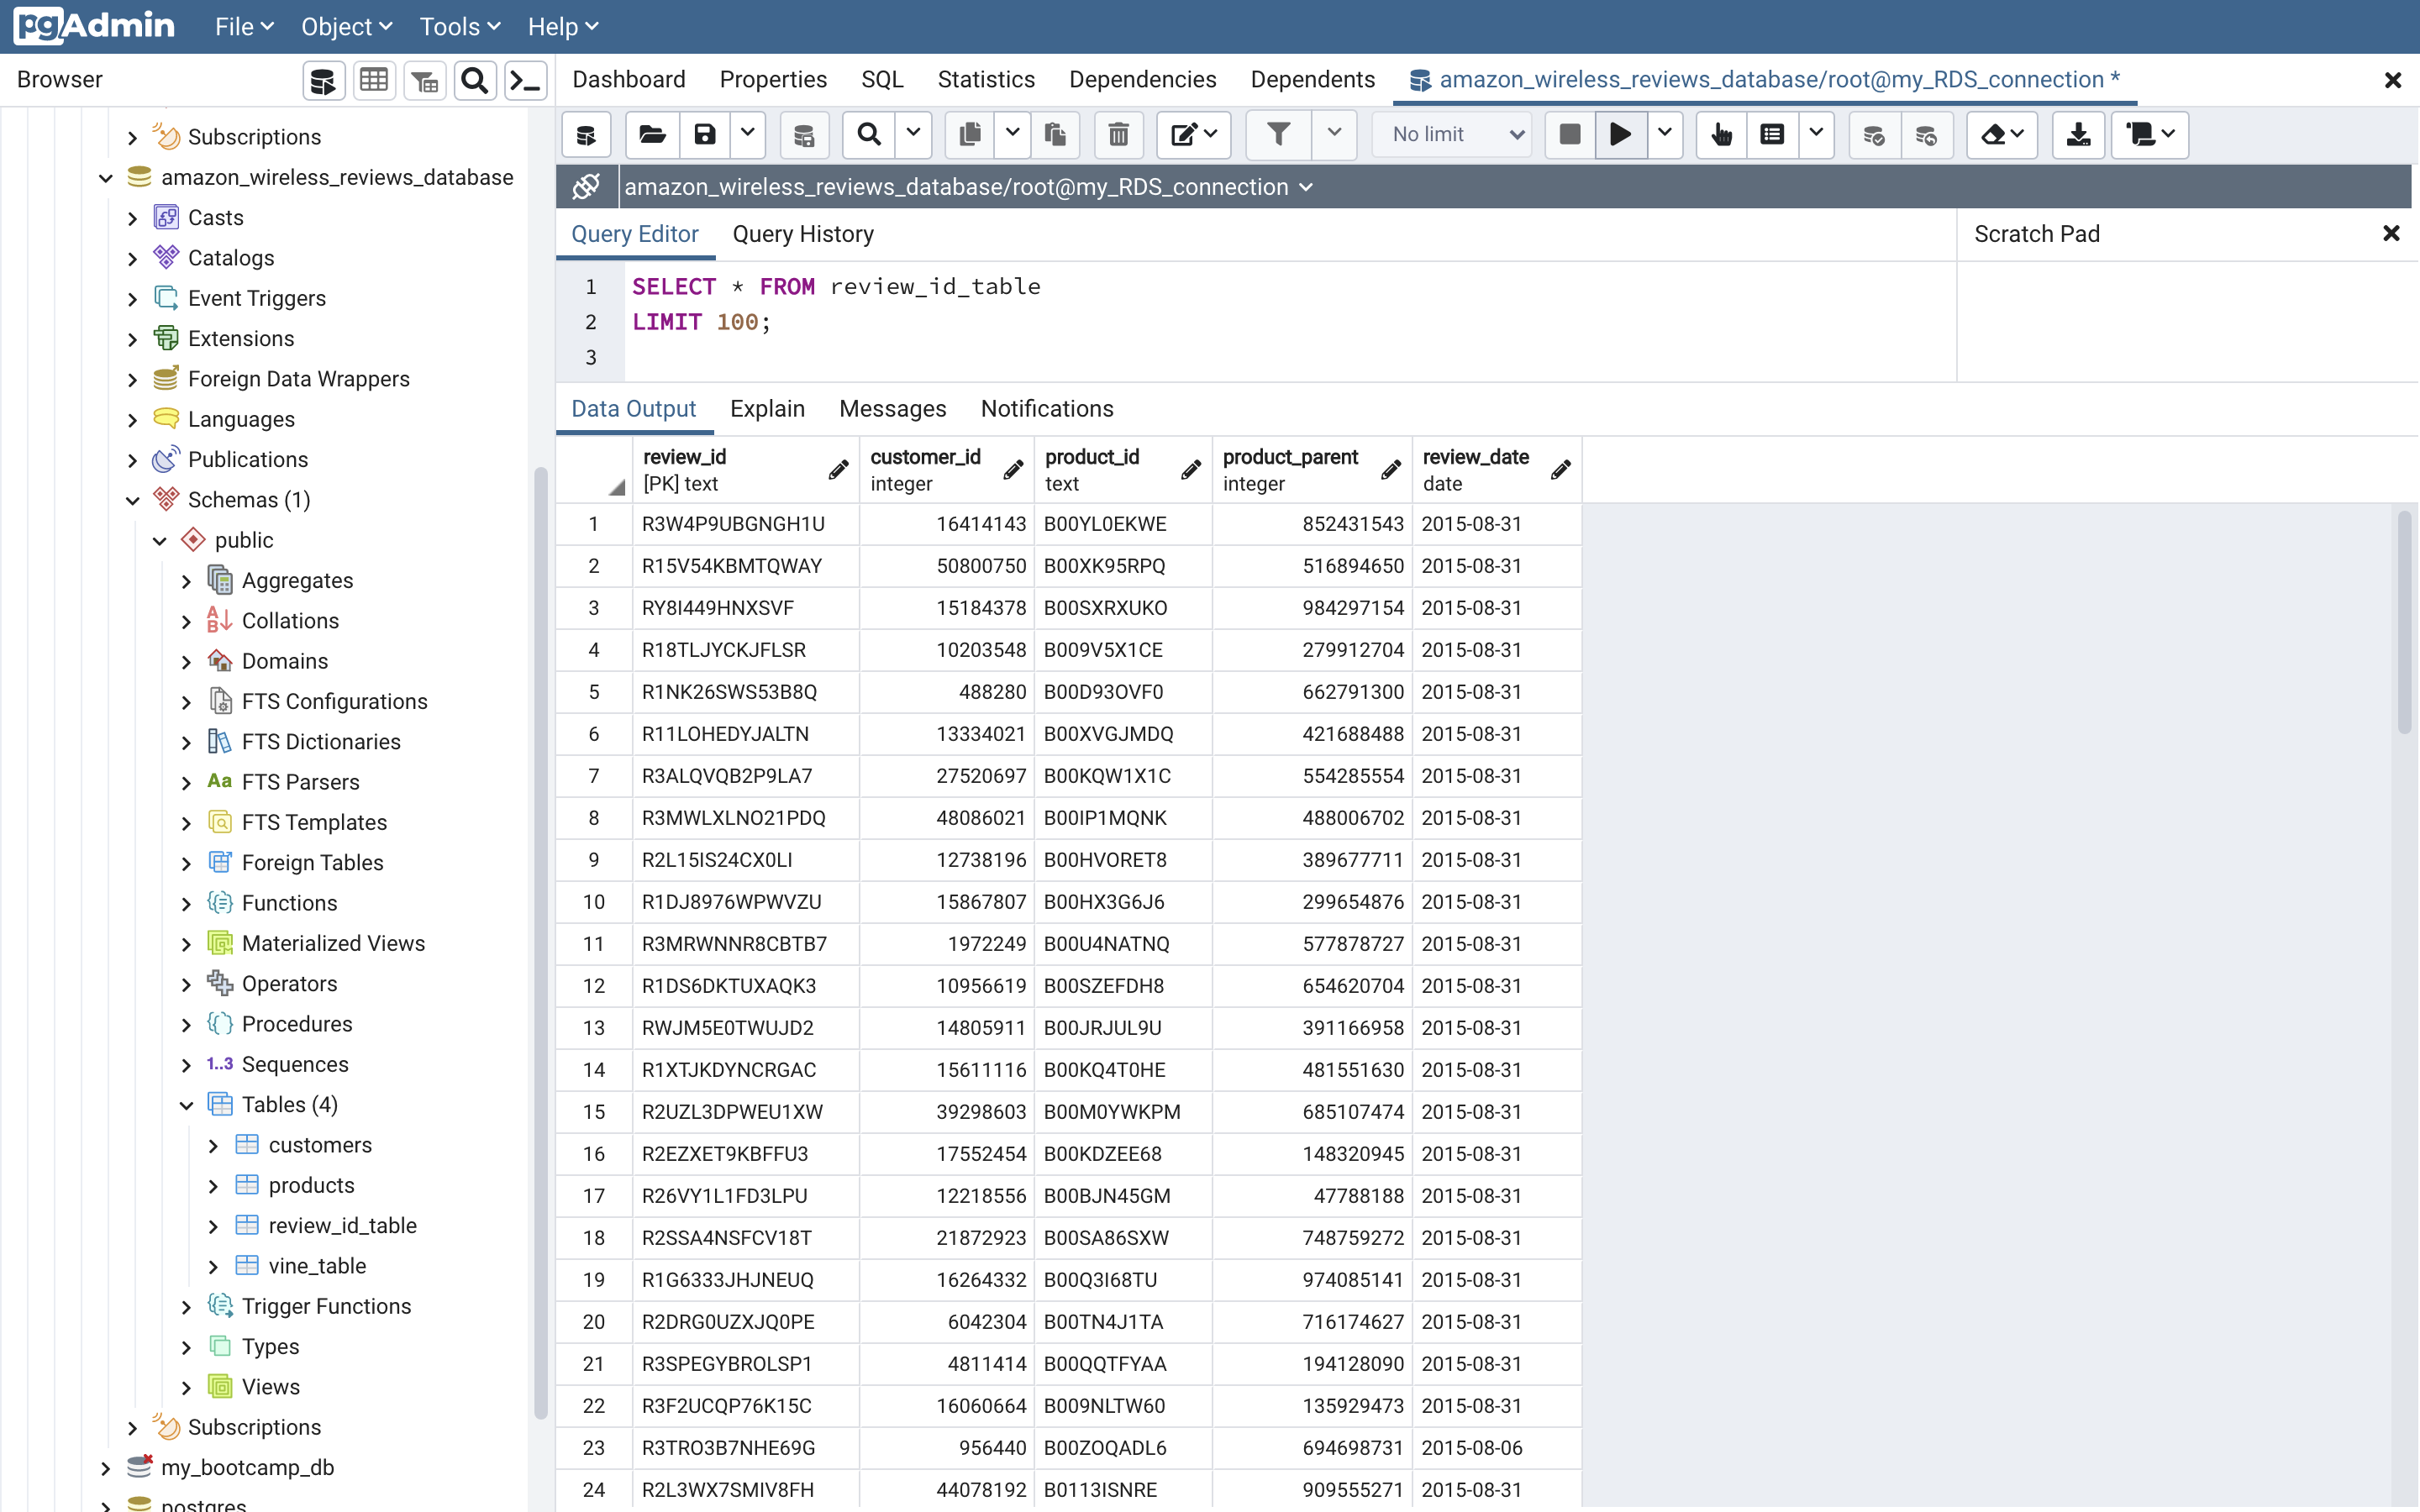 pgAdmin File Object Tools Help
Browser
Dashboard Properties SQL Statistics Dependencies Dependents amazon_wireless_reviews_database/root@my_RDS_connection *
No limit
amazon_wireless_reviews_database/root@my_RDS_connection
Query Editor Query History
Scratch Pad
1 SELECT * FROM review_id_table
2 LIMIT 100;
3
Subscriptions
amazon_wireless_reviews_database
Casts
Catalogs
Event Triggers
Extensions
Foreign Data Wrappers
Languages
Publications
Schemas (1)
public
Aggregates
Collations
Domains
FTS Configurations
FTS Dictionaries
Aa FTS Parsers
FTS Templates
Foreign Tables
Functions
Materialized Views
Operators
Procedures
1..3 Sequences
Tables (4)
customers
products
review_id_table
vine_table
Trigger Functions
Types
Views
Subscriptions
my_bootcamp_db
postgres
Data Output Explain Messages Notifications
review_id customer_id product_id product_parent review_date
[PK] text integer text integer date
1 R3W4P9UBGNGH1U 16414143 B00YL0EKWE 852431543 2015-08-31
2 R15V54KBMTQWAY 50800750 B00XK95RPQ 516894650 2015-08-31
3 RY8I449HNXSVF 15184378 B00SXRXUKO 984297154 2015-08-31
4 R18TLJYCKJFLSR 10203548 B009V5X1CE 279912704 2015-08-31
5 R1NK26SWS53B8Q 488280 B00D93OVF0 662791300 2015-08-31
6 R11LOHEDYJALTN 13334021 B00XVGJMDQ 421688488 2015-08-31
7 R3ALQVQB2P9LA7 27520697 B00KQW1X1C 554285554 2015-08-31
8 R3MWLXLNO21PDQ 48086021 B00IP1MQNK 488006702 2015-08-31
9 R2L15IS24CX0LI 12738196 B00HVORET8 389677711 2015-08-31
10 R1DJ8976WPWVZU 15867807 B00HX3G6J6 299654876 2015-08-31
11 R3MRWNNR8CBTB7 1972249 B00U4NATNQ 577878727 2015-08-31
12 R1DS6DKTUXAQK3 10956619 B00SZEFDH8 654620704 2015-08-31
13 RWJM5E0TWUJD2 14805911 B00JRJUL9U 391166958 2015-08-31
14 R1XTJKDYNCRGAC 15611116 B00KQ4T0HE 481551630 2015-08-31
15 R2UZL3DPWEU1XW 39298603 B00M0YWKPM 685107474 2015-08-31
16 R2EZXET9KBFFU3 17552454 B00KDZEE68 148320945 2015-08-31
17 R26VY1L1FD3LPU 12218556 B00BJN45GM 47788188 2015-08-31
18 R2SSA4NSFCV18T 21872923 B00SA86SXW 748759272 2015-08-31
19 R1G6333JHJNEUQ 16264332 B00Q3I68TU 974085141 2015-08-31
20 R2DRG0UZXJQ0PE 6042304 B00TN4J1TA 716174627 2015-08-31
21 R3SPEGYBROLSP1 4811414 B00QQTFYAA 194128090 2015-08-31
22 R3F2UCQP76K15C 16060664 B009NLTW60 135929473 2015-08-31
23 R3TRO3B7NHE69G 956440 B00ZOQADL6 694698731 2015-08-06
24 R2L3WX7SMIV8FH 44078192 B0113ISNRE 909555271 2015-08-31